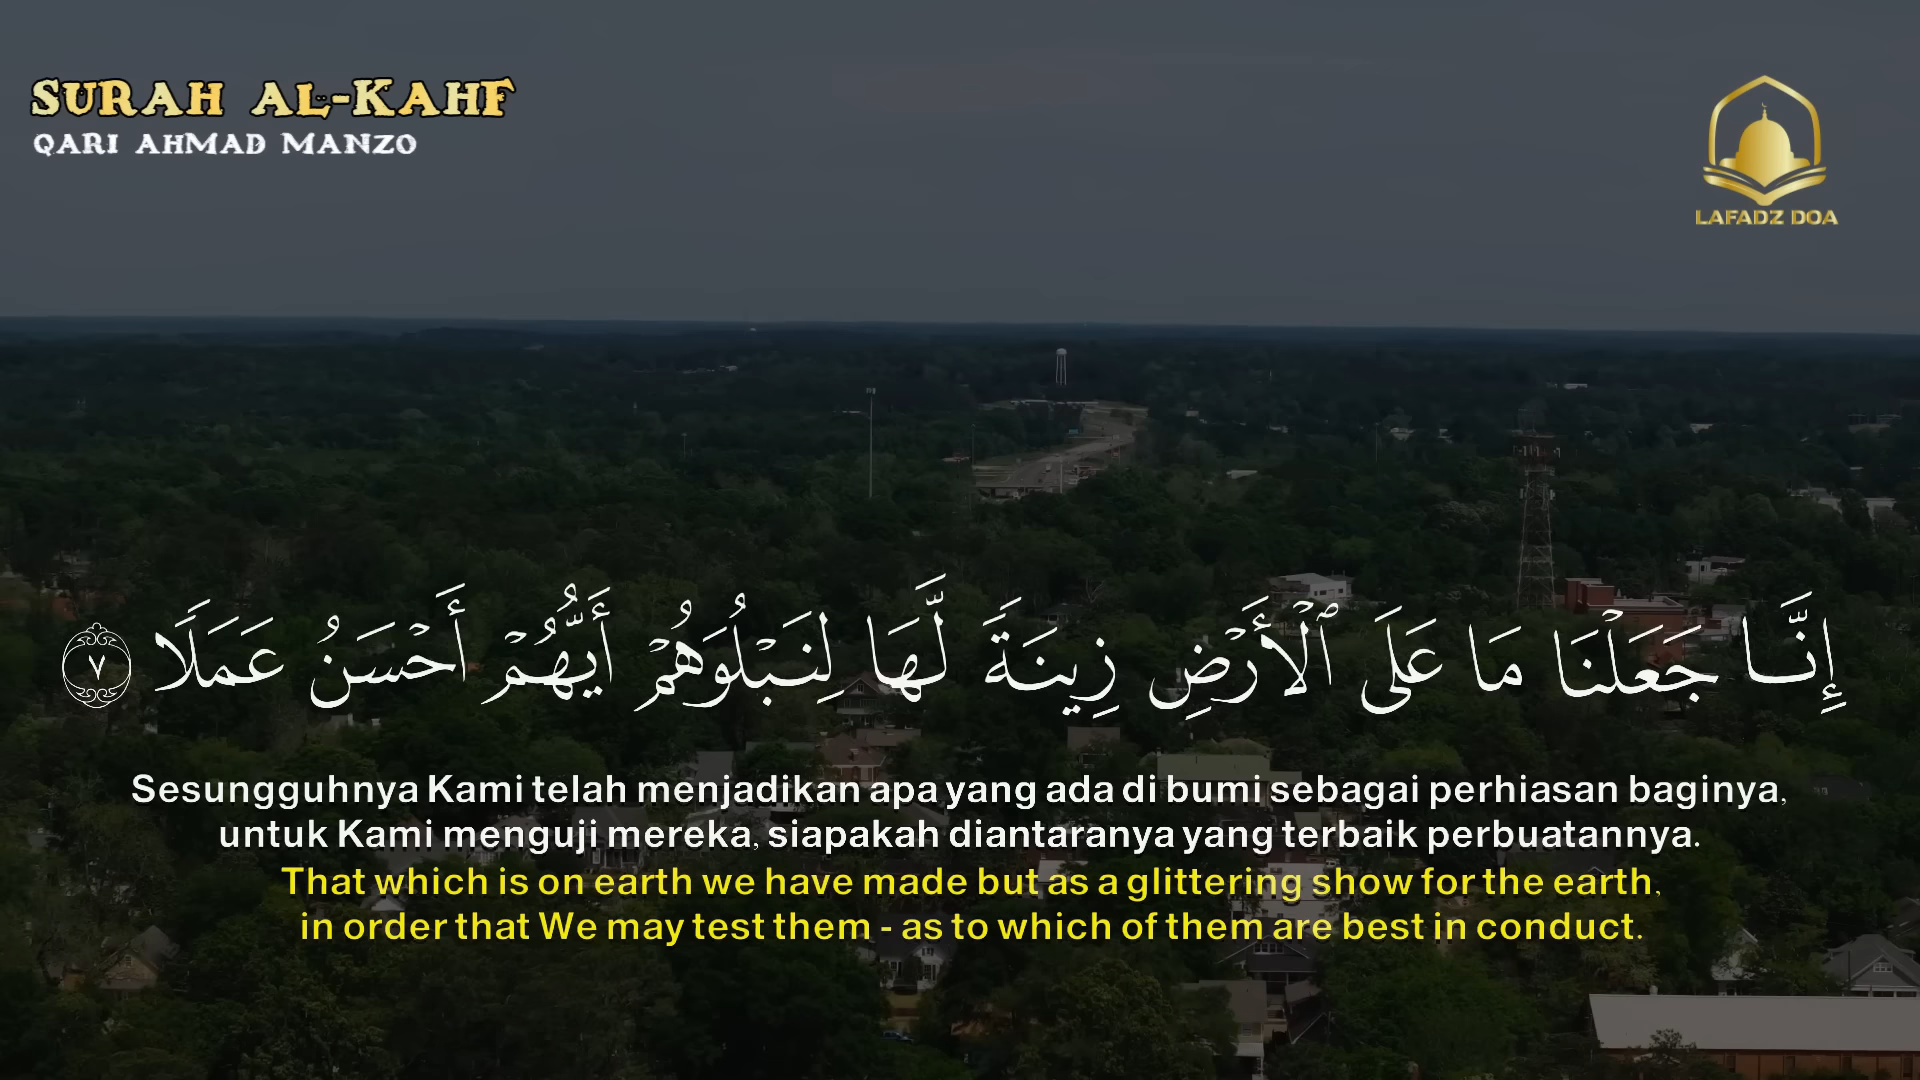 SURAH AL-KAHF
QARI AHMAD MANZO
LAFADZ DOA
إِنَّا جَعَلْنَا مَا عَلَى ٱلْأَرْضِ زِينَةً لَّهَا لِنَبْلُوَهُمْ أَيُّهُمْ أَحْسَنُ عَمَلًا ٧
Sesungguhnya Kami telah menjadikan apa yang ada di bumi sebagai perhiasan baginya,
untuk Kami menguji mereka, siapakah diantaranya yang terbaik perbuatannya.
That which is on earth we have made but as a glittering show for the earth,
in order that We may test them - as to which of them are best in conduct.